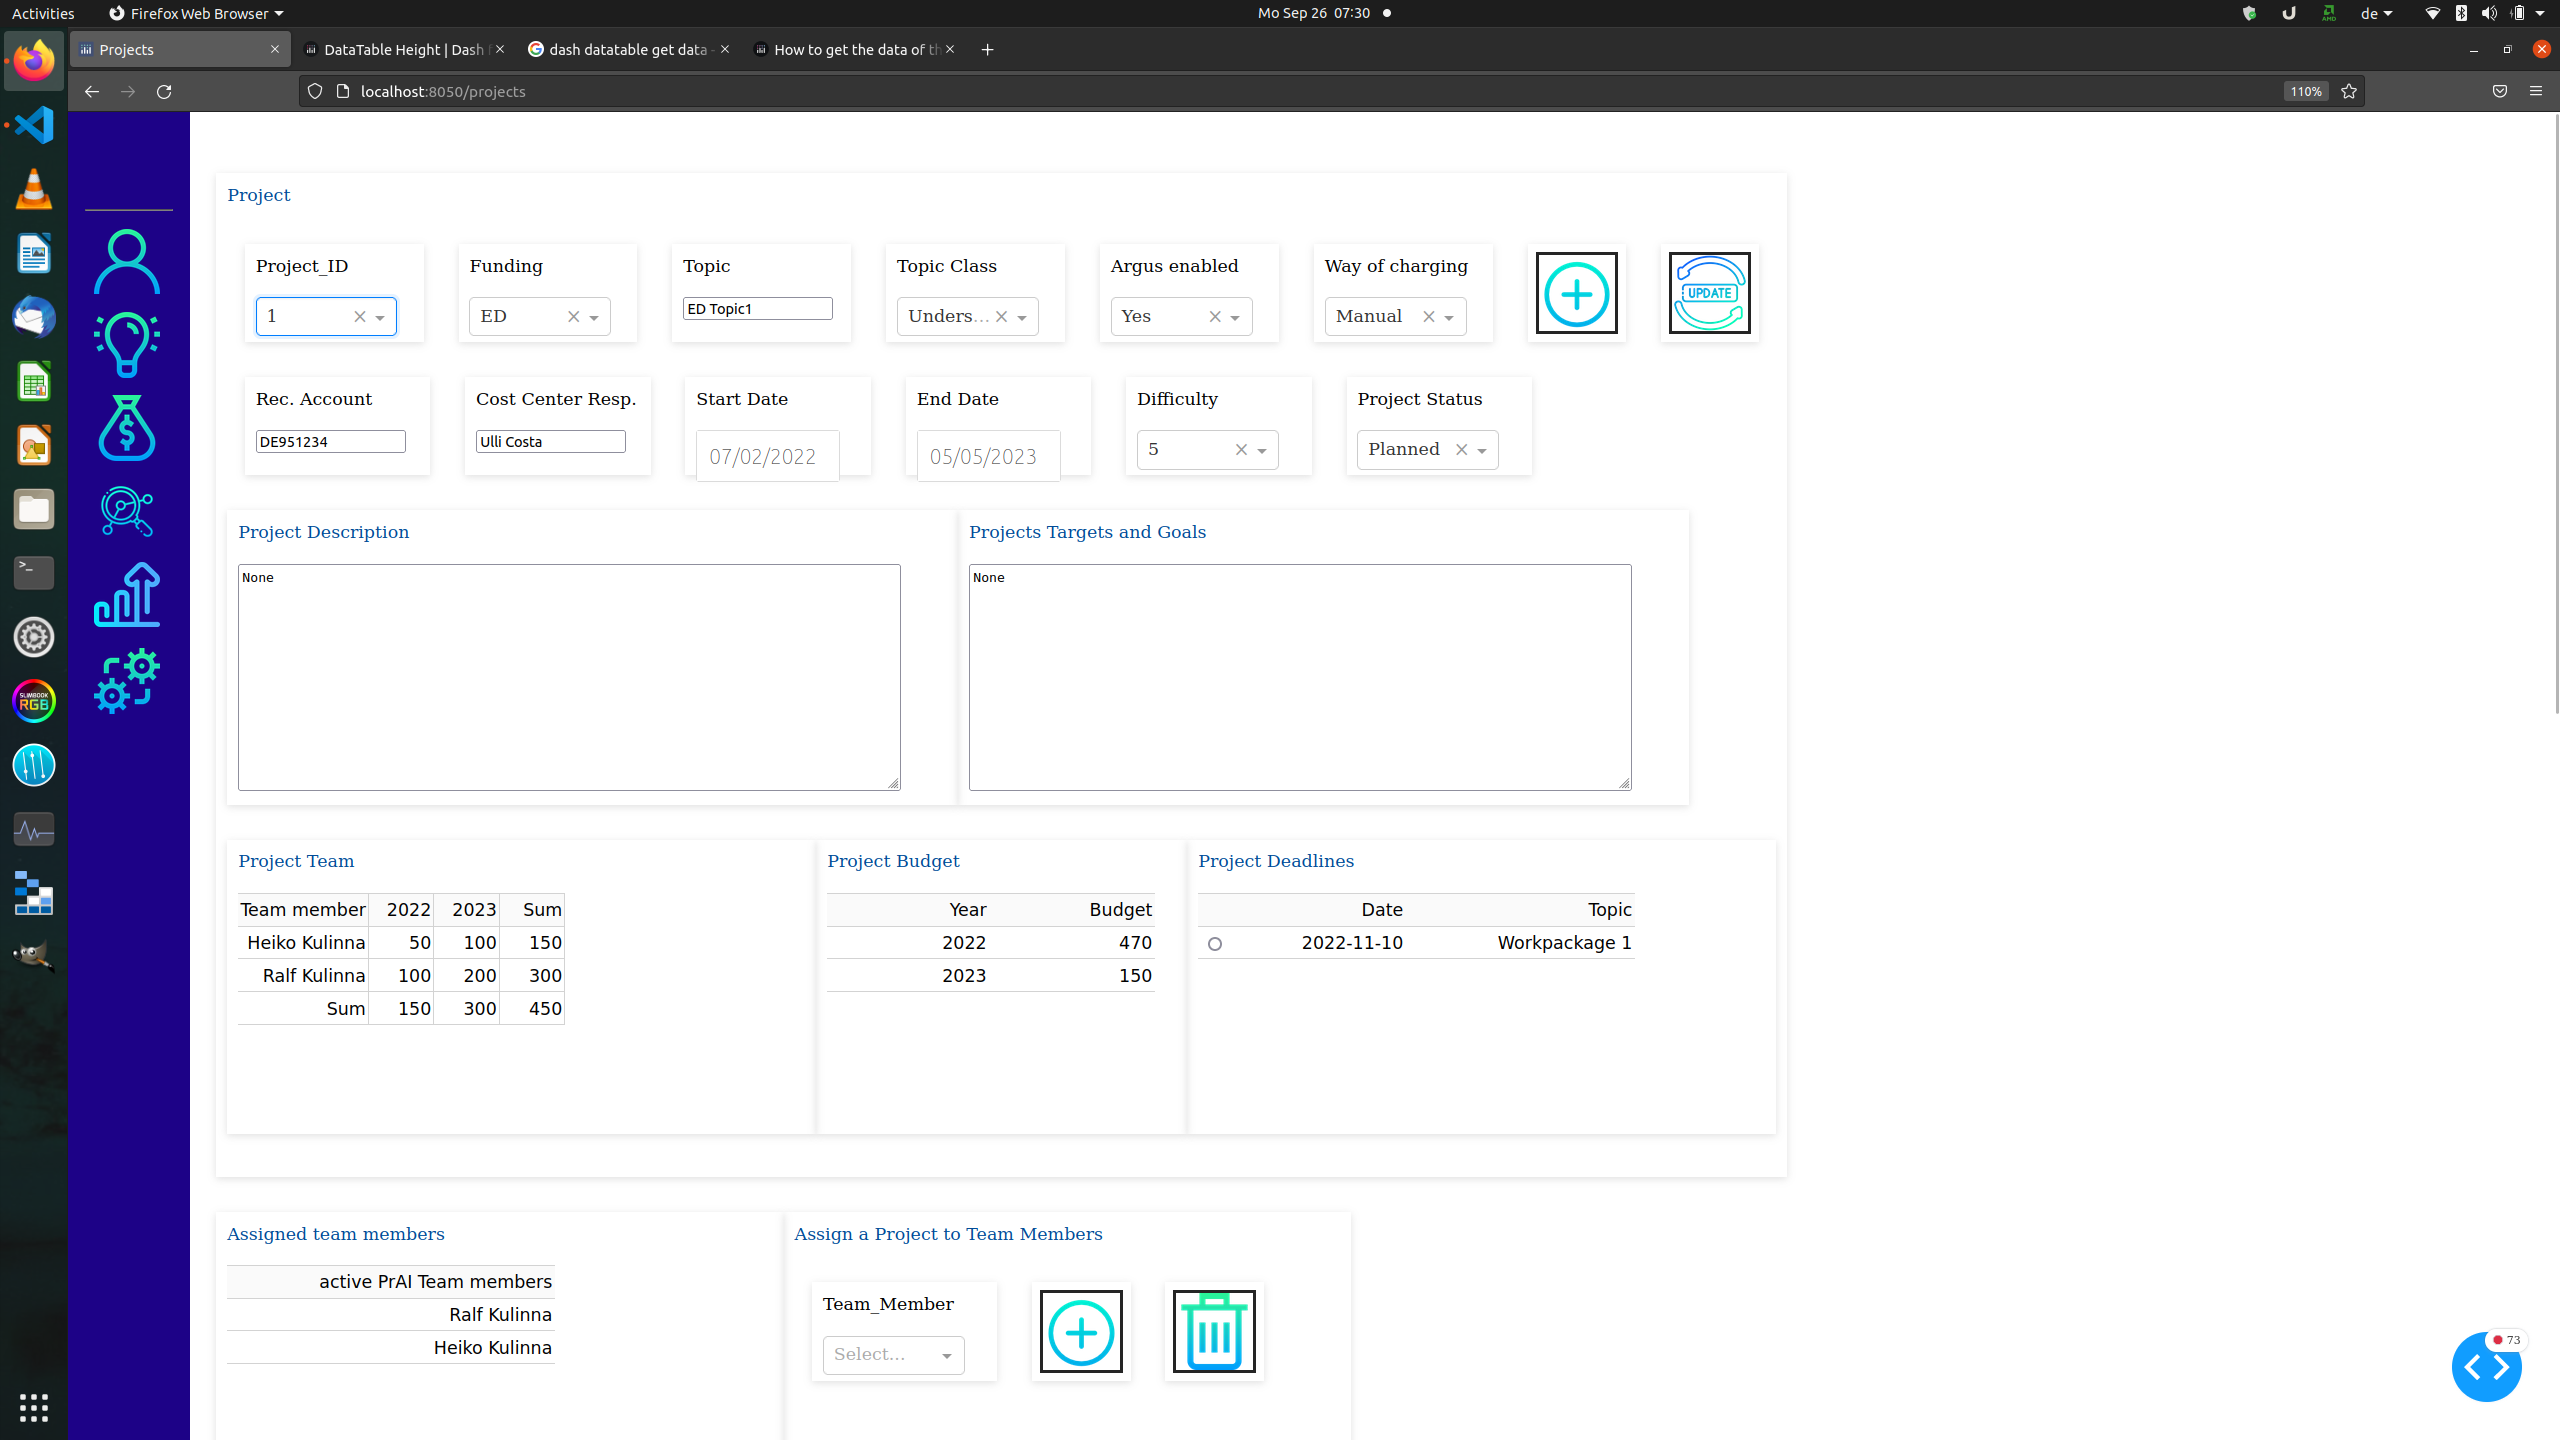 Activities
Firefox Web Browser
Mo Sep 26 07:30
de
Projects
DataTable Height | Dash
dash datatable get data -
How to get the data of th
localhost:8050/projects
110%
Project
Project_ID
Funding
Topic
Topic Class
Argus enabled
Way of charging
1
ED
ED Topic1
Unders...
Yes
Manual
UPDATE
Rec. Account
Cost Center Resp.
Start Date
End Date
Difficulty
Project Status
DE951234
Ulli Costa
07/02/2022
05/05/2023
5
Planned
Project Description
Projects Targets and Goals
None
None
Project Team
Project Budget
Project Deadlines
Team member 2022 2023 Sum
Year Budget
Date Topic
Heiko Kulinna 50 100 150
2022 470
2022-11-10 Workpackage 1
Ralf Kulinna 100 200 300
2023 150
Sum 150 300 450
Assigned team members
Assign a Project to Team Members
active PrAI Team members
Ralf Kulinna
Heiko Kulinna
Team_Member
Select...
73
SLIMBOOK
RGB
AMD